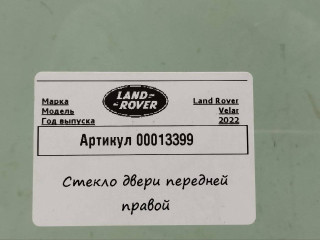 LAND
ROVER
Марка Land Rover
Модель Velar
Год выпуска 2022
Артикул 00013399
Стекло двери передней
правой